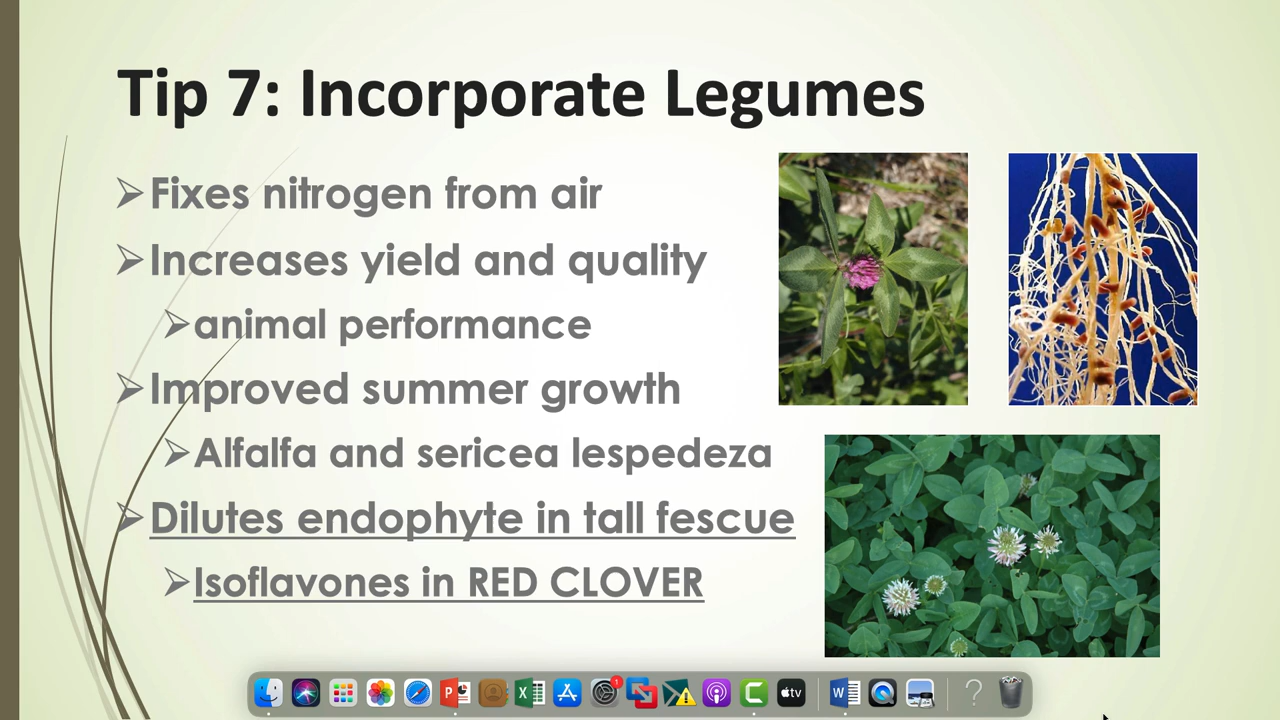 Tip 7: Incorporate Legumes
Fixes nitrogen from air
Increases yield and quality
animal performance
Improved summer growth
Alfalfa and sericea lespedeza
Dilutes endophyte in tall fescue
Isoflavones in RED CLOVER